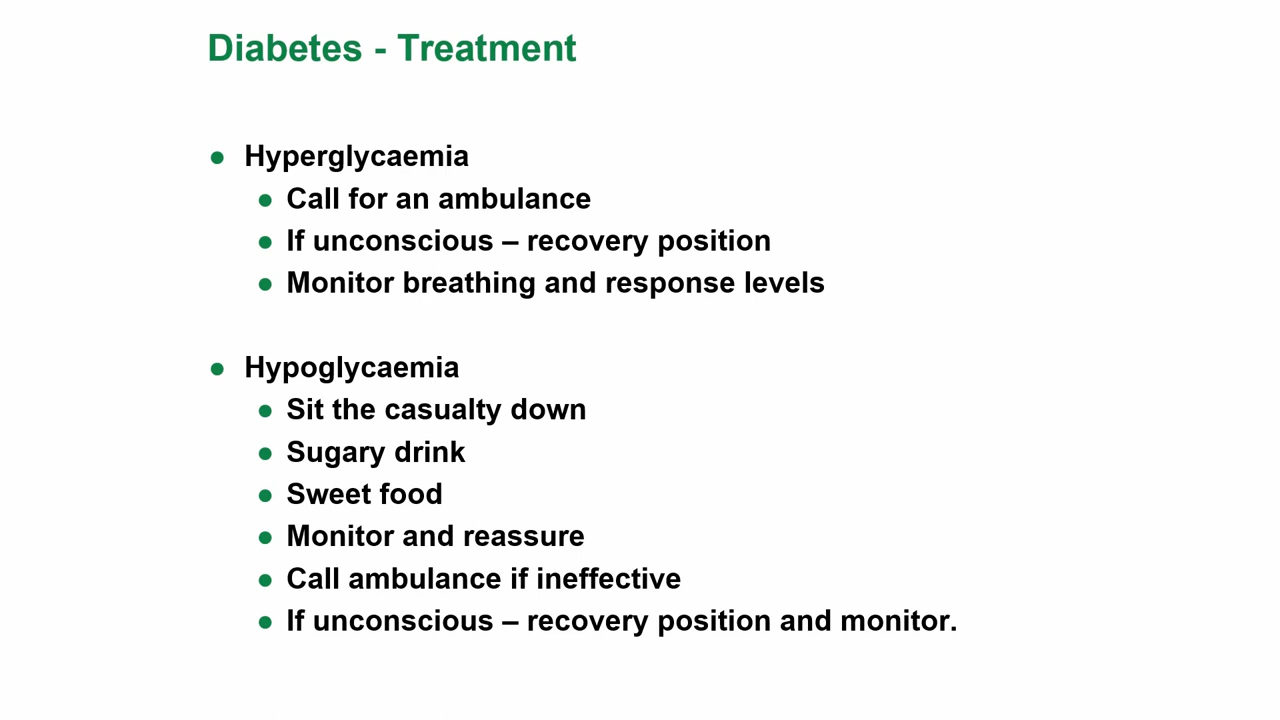 Diabetes - Treatment
● Hyperglycaemia
● Call for an ambulance
● If unconscious – recovery position
● Monitor breathing and response levels
● Hypoglycaemia
● Sit the casualty down
● Sugary drink
● Sweet food
● Monitor and reassure
● Call ambulance if ineffective
● If unconscious – recovery position and monitor.